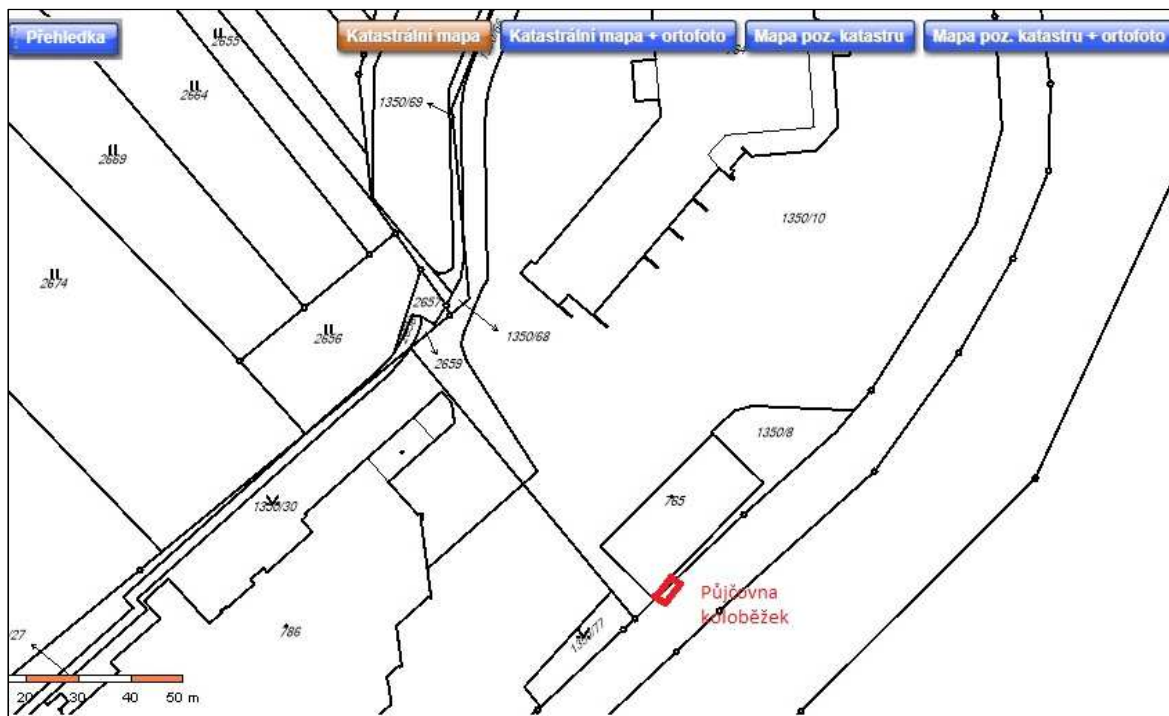 Přehledka
Katastrální mapa
Katastrální mapa + ortofoto
Mapa poz. katastru
Mapa poz. katastru + ortofoto
2655
2664
1350/69
2669
1350/10
2674
2657
2656
1350/68
2659
1350/8
765
1350/30
Půjčovna
koloběžek
786
1350/77
/27
20 30 40 50 m